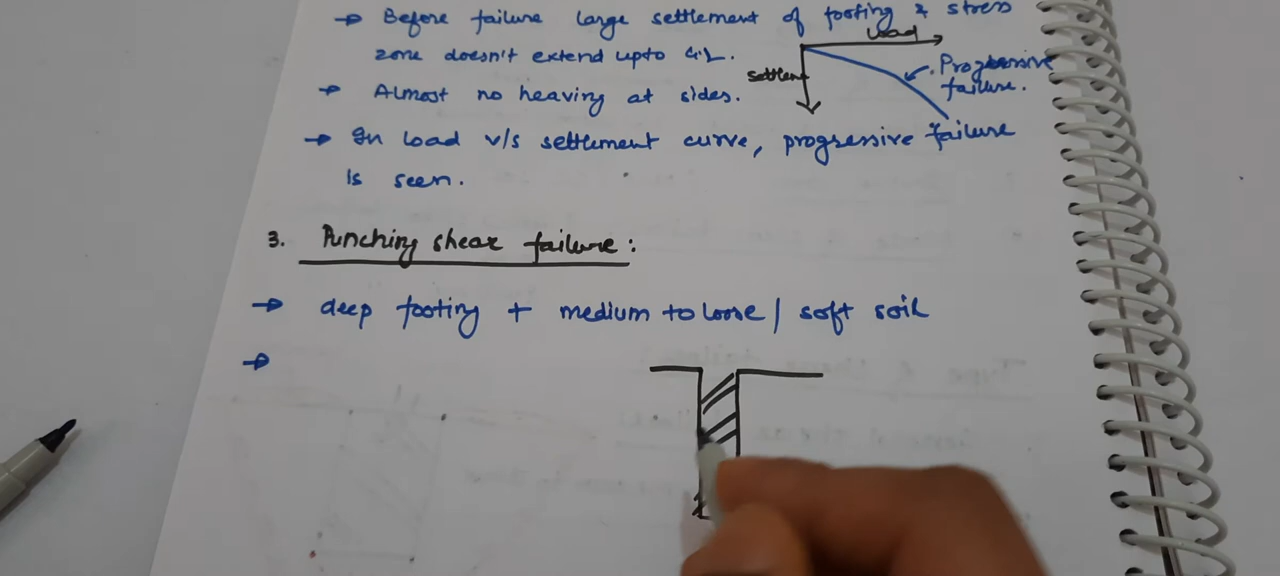 → Before failure large settlement of footing & stress
zone doesn't extend upto G.L.
Load
Settlem
Progressive
failure.
→ Almost no heaving at sides.
→ In load v/s settlement curve, progressive failure
is seen.
3. Punching shear failure:
→ deep footing + medium to loose / soft soil
→